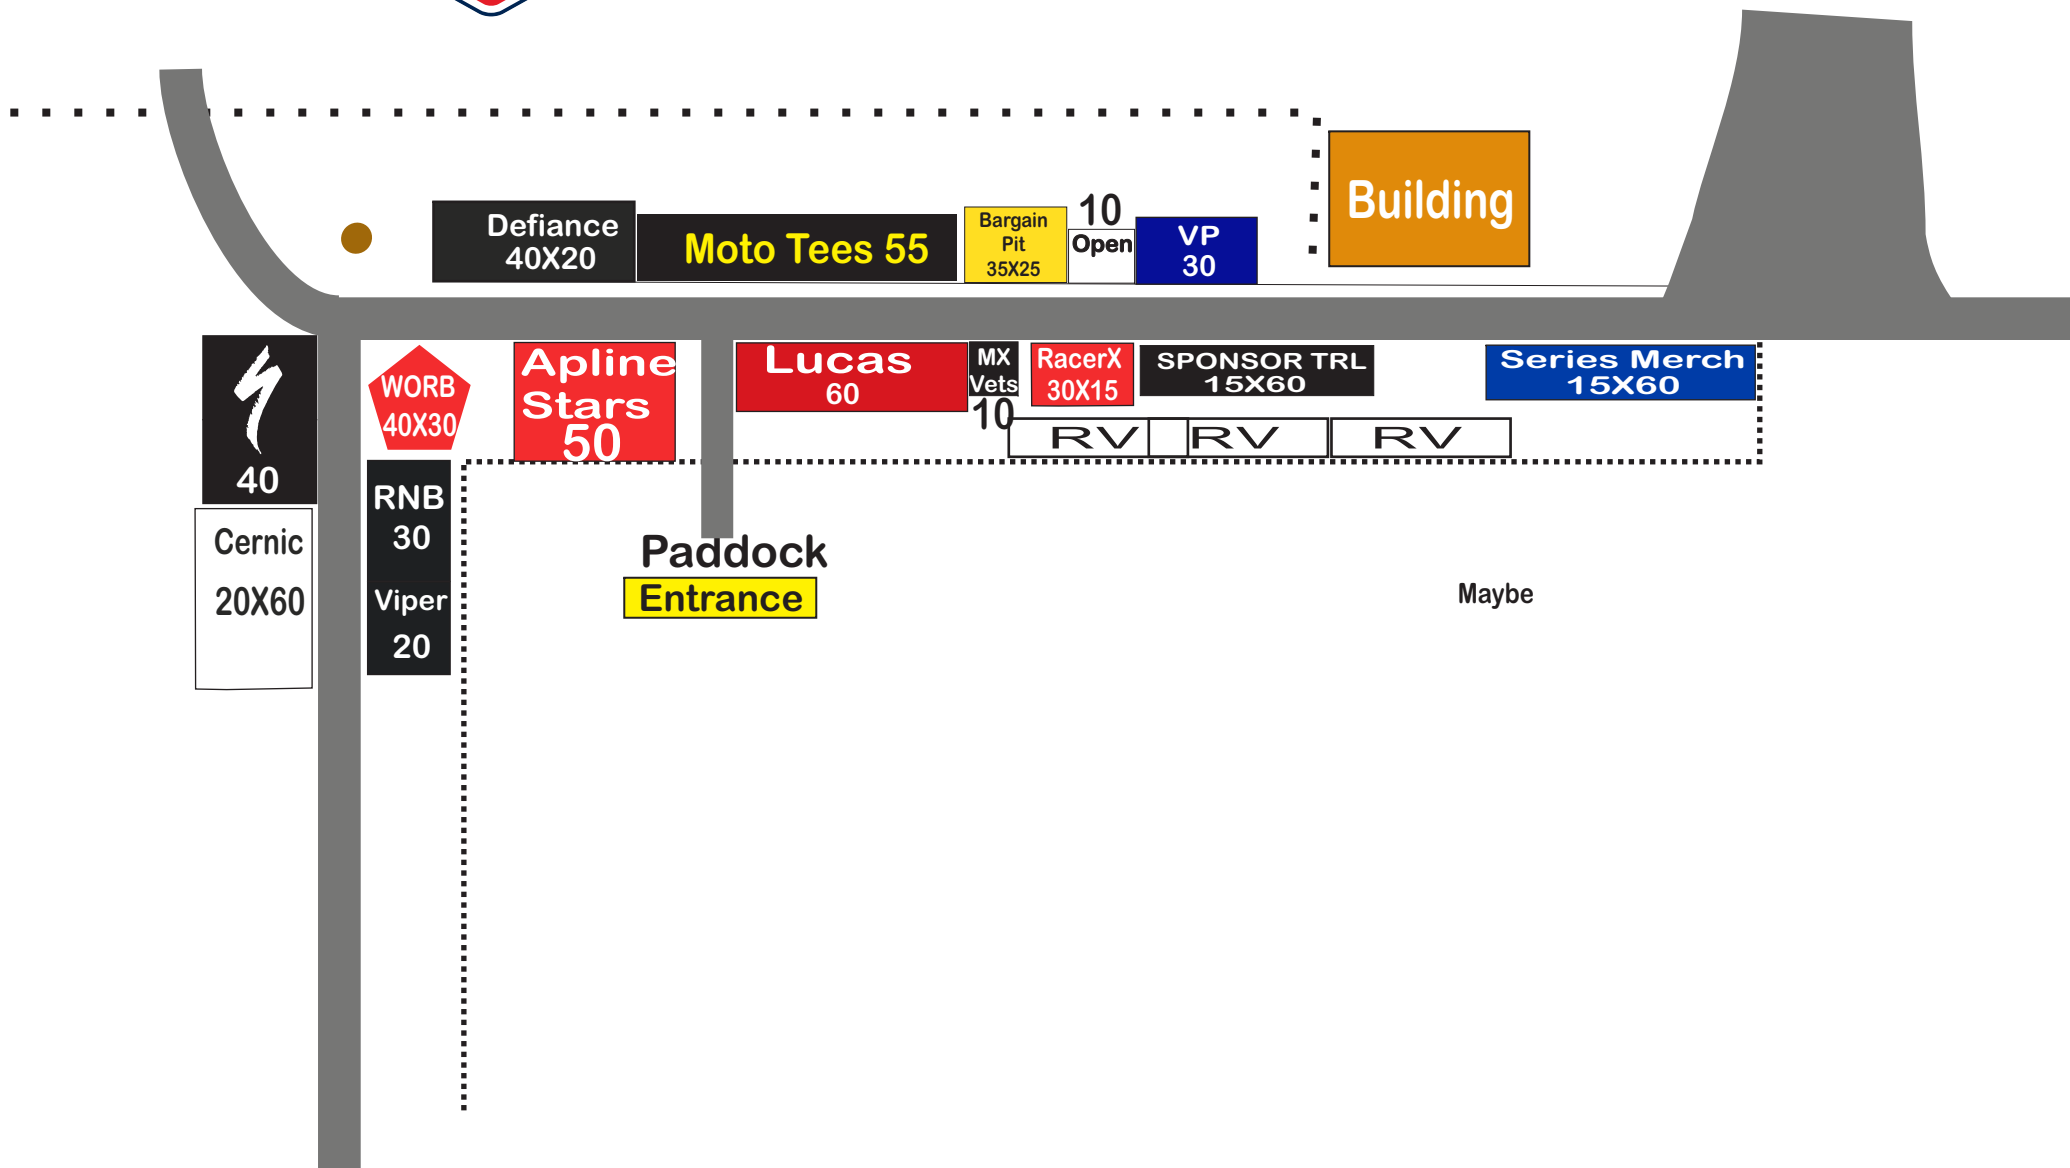 Building
Defiance
40X20
Moto Tees 55
Bargain
Pit
35X25
10
Open
VP
30
40
Cernic
20X60
WORB
40X30
RNB
30
Viper
20
Apline
Stars
50
Lucas
60
MX
Vets
10
RacerX
30X15
SPONSOR TRL
15X60
Series Merch
15X60
RV
RV
RV
Paddock
Entrance
Maybe